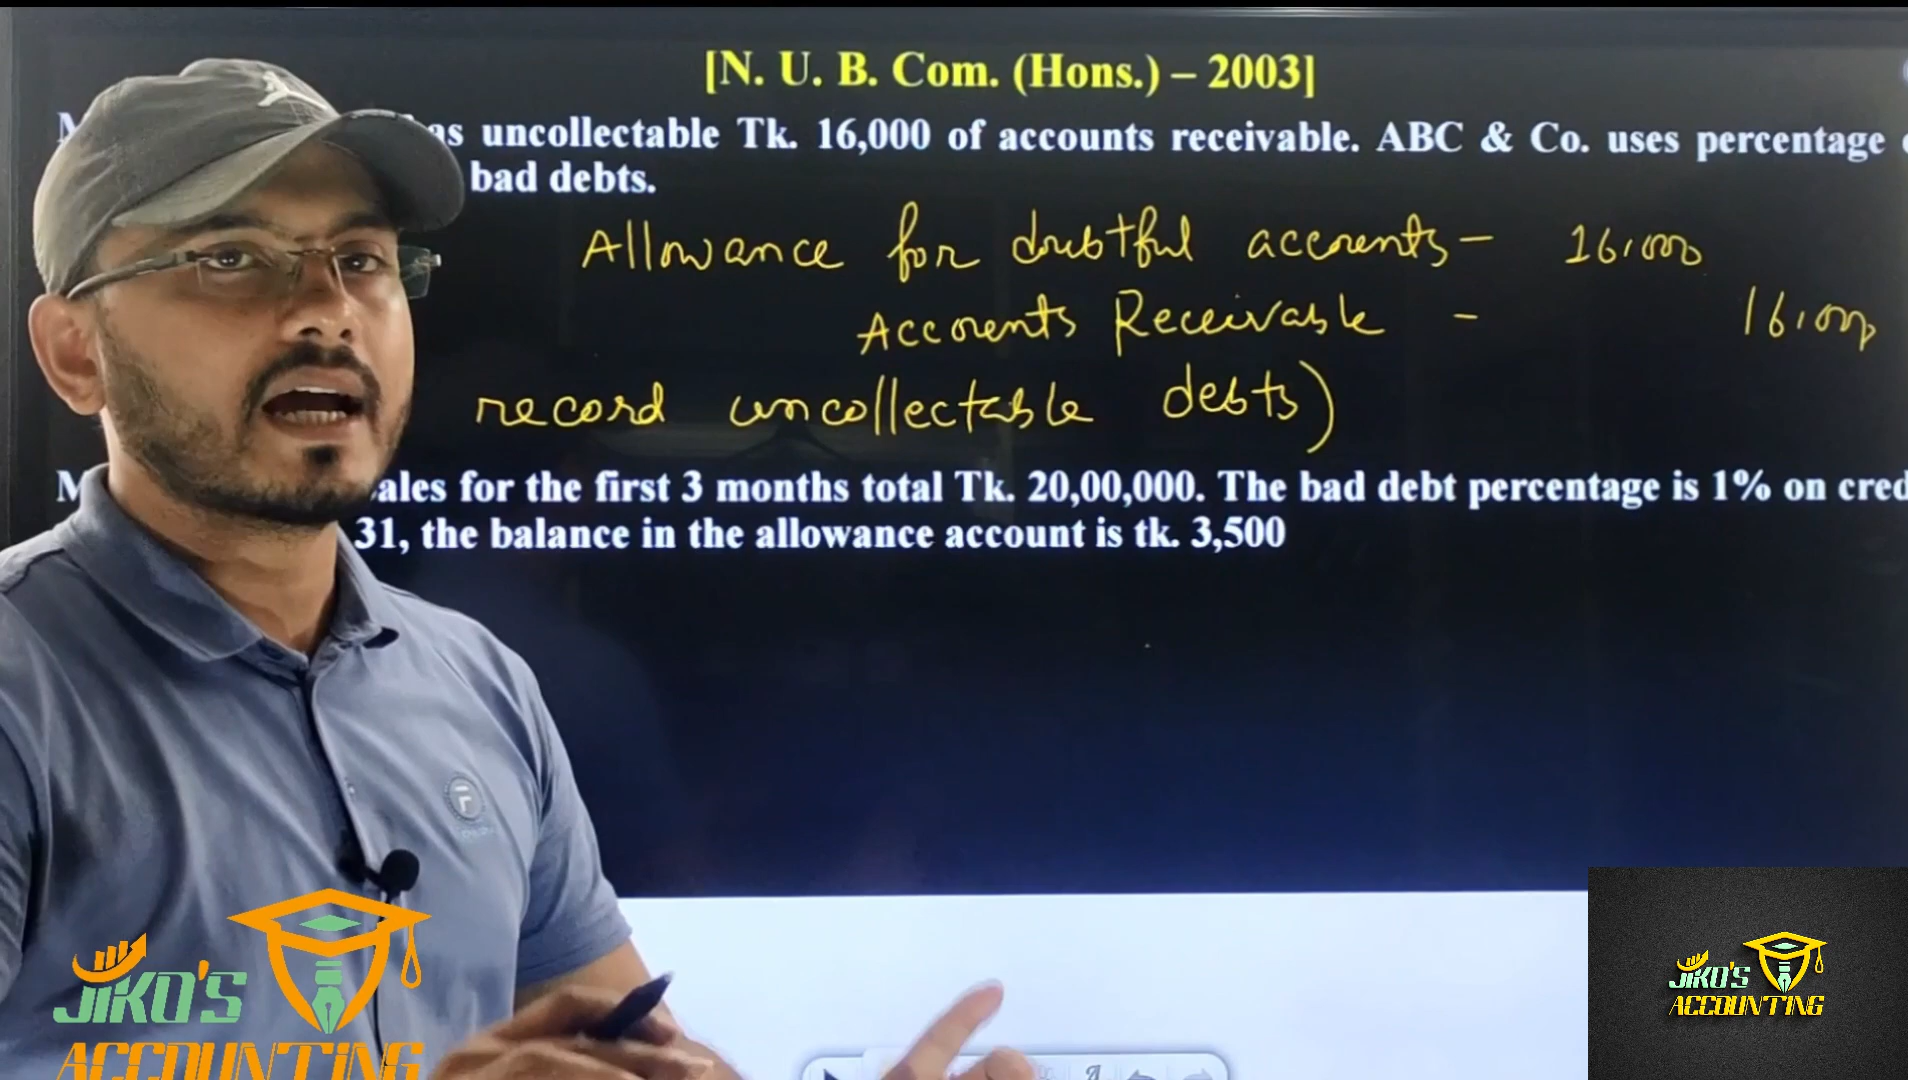 [N. U. B. Com. (Hons.) – 2003]
as uncollectable Tk. 16,000 of accounts receivable. ABC & Co. uses percentage
bad debts.
Allowance for doubtful accounts – 16,000
Accounts Receivable – 16,000
record uncollectable debts)
ales for the first 3 months total Tk. 20,00,000. The bad debt percentage is 1% on cred
31, the balance in the allowance account is tk. 3,500
JIKO'S
ACCOUNTING
JIKO'S
ACCOUNTING